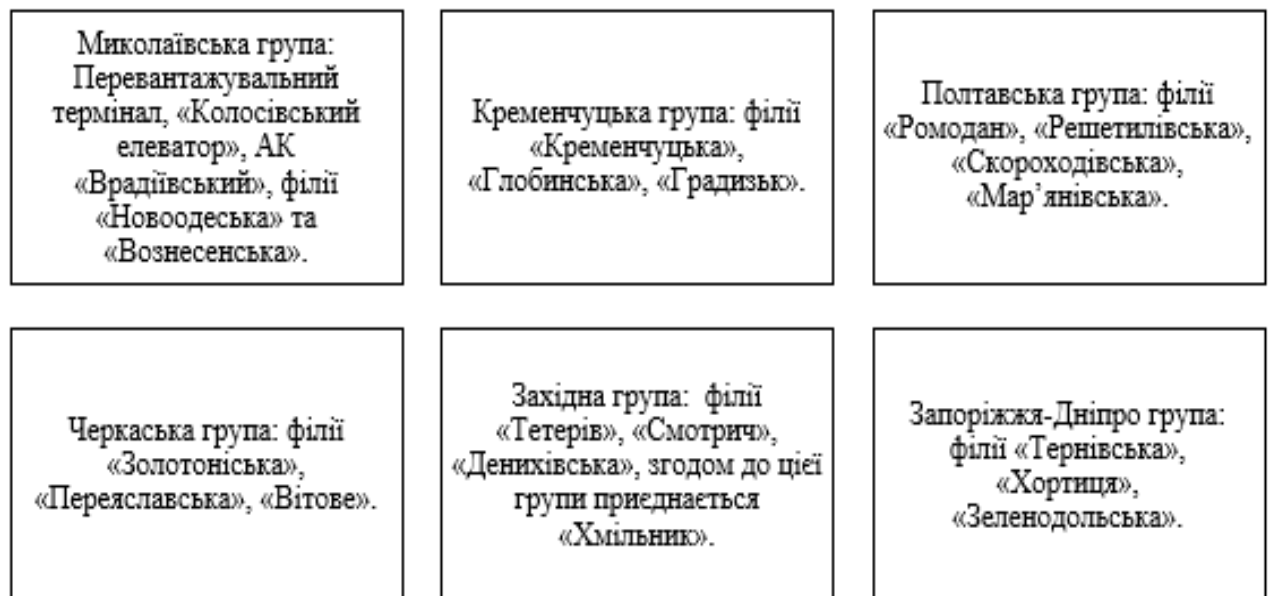 Миколаївська група:
Перевантажувальний
термінал, «Колосівський
елеватор», АК
«Врадіївський», філії
«Новоодеська» та
«Вознесенська».
Кременчуцька група: філії
«Кременчуцька»,
«Глобинська», «Градизьк».
Полтавська група: філії
«Ромодан», «Решетилівська»,
«Скороходівська»,
«Мар’янівська».
Черкаська група: філії
«Золотоніська»,
«Переяславська», «Вітове».
Західна група: філії
«Тетерів», «Смотрич»,
«Денихівська», згодом до цієї
групи приєднається
«Хмільник».
Запоріжжя-Дніпро група:
філії «Тернівська»,
«Хортиця»,
«Зеленодольська».